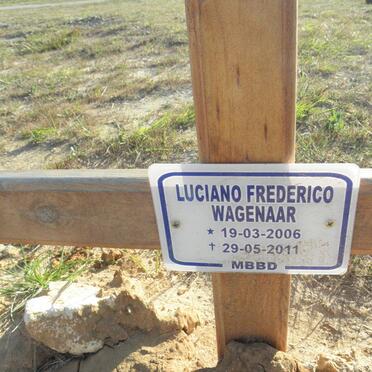 LUCIANO FREDERICO
WAGENAAR
* 19-03-2006
† 29-05-2011
MBBD